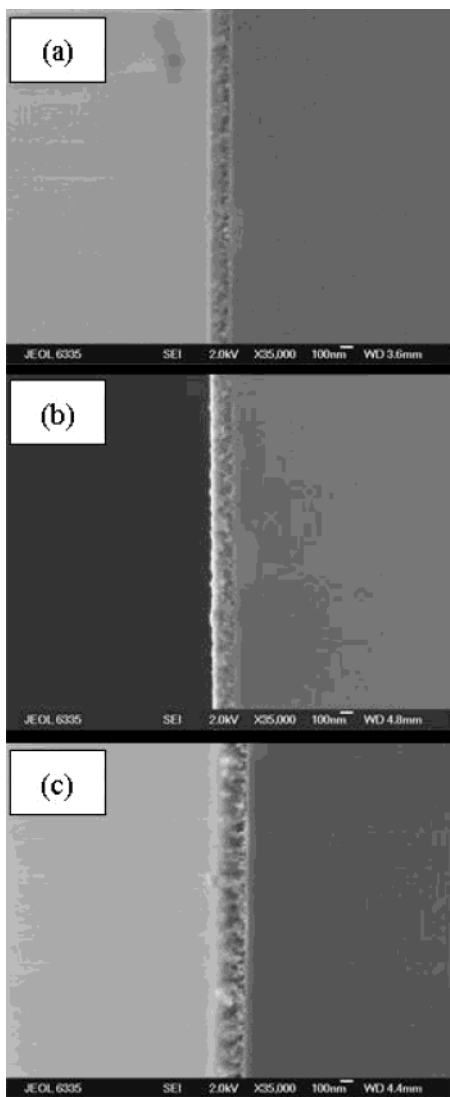 (a)
JEOL 6335 SEI 2.0kV X35,000 100nm WD 3.6mm
(b)
JEOL 6335 SEI 2.0kV X35,000 100nm WD 4.8mm
(c)
JEOL 6335 SEI 2.0kV X35,000 100nm WD 4.4mm